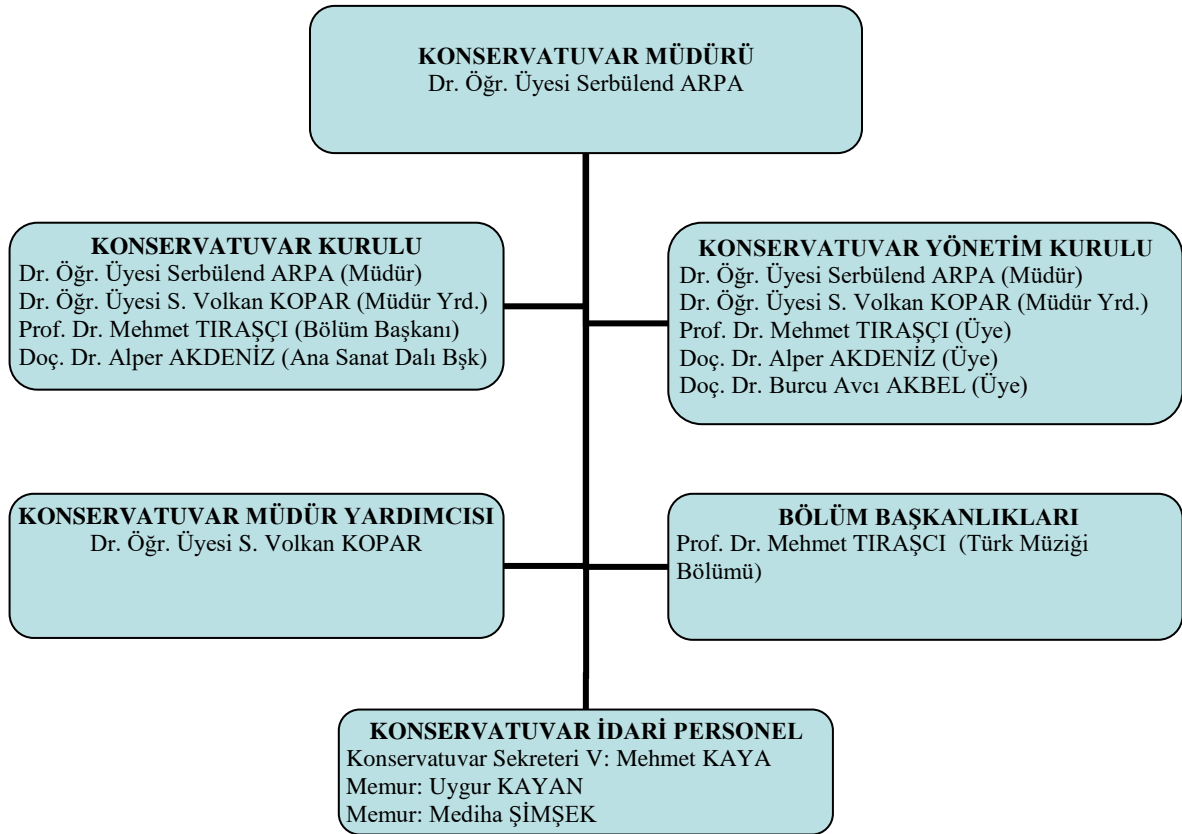 KONSERVATUVAR MÜDÜRÜ
Dr. Öğr. Üyesi Serbülend ARPA
KONSERVATUVAR KURULU
Dr. Öğr. Üyesi Serbülend ARPA (Müdür)
Dr. Öğr. Üyesi S. Volkan KOPAR (Müdür Yrd.)
Prof. Dr. Mehmet TIRAŞÇI (Bölüm Başkanı)
Doç. Dr. Alper AKDENİZ (Ana Sanat Dalı Bşk)
KONSERVATUVAR YÖNETİM KURULU
Dr. Öğr. Üyesi Serbülend ARPA (Müdür)
Dr. Öğr. Üyesi S. Volkan KOPAR (Müdür Yrd.)
Prof. Dr. Mehmet TIRAŞÇI (Üye)
Doç. Dr. Alper AKDENİZ (Üye)
Doç. Dr. Burcu Avcı AKBEL (Üye)
KONSERVATUVAR MÜDÜR YARDIMCISI
Dr. Öğr. Üyesi S. Volkan KOPAR
BÖLÜM BAŞKANLIKLARI
Prof. Dr. Mehmet TIRAŞCI (Türk Müziği
Bölümü)
KONSERVATUVAR İDARİ PERSONEL
Konservatuvar Sekreteri V: Mehmet KAYA
Memur: Uygur KAYAN
Memur: Mediha ŞİMŞEK